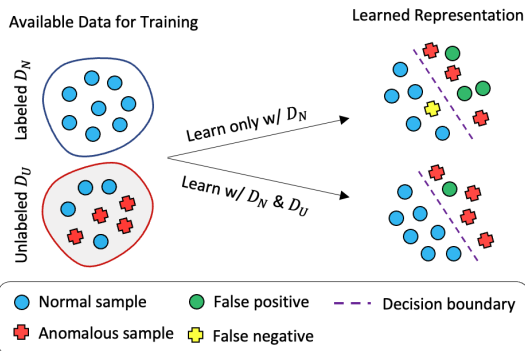 Available Data for Training
Learned Representation
Labeled D_N
Unlabeled D_U
Learn only w/ D_N
Learn w/ D_N & D_U
Normal sample
False positive
Decision boundary
Anomalous sample
False negative